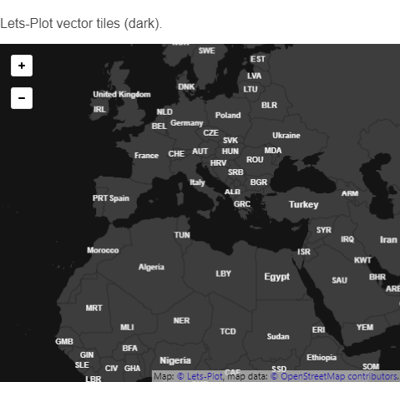 Lets-Plot vector tiles (dark).
+
−
SWE
EST
LVA
DNK
LTU
United Kingdom
BLR
IRL
NLD
Poland
BEL
Germany
CZE
Ukraine
SVK
France
CHE
AUT
HUN
MDA
HRV
ROU
SRB
Italy
BGR
ALB
PRT
Spain
GRC
Turkey
ARM
TUN
SYR
IRQ
Iran
Morocco
ISR
KWT
Algeria
LBY
Egypt
SAU
BHR
ARE
MRT
NER
MLI
TCD
ERI
YEM
Sudan
GMB
BFA
GIN
Nigeria
Ethiopia
SLE
CIV
GHA
SSD
SOM
LBR
CAF
Map: © Lets-Plot, map data: © OpenStreetMap contributors.